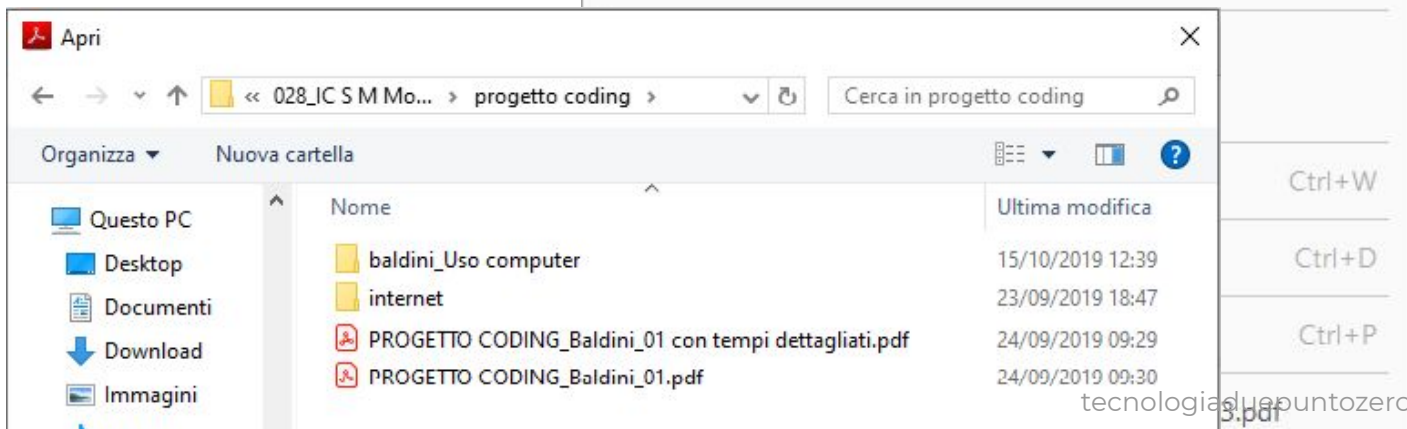 Apri
« 028_IC S M Mo... › progetto coding ›
Cerca in progetto coding
Organizza
Nuova cartella
?
Nome
Ultima modifica
Questo PC
Desktop
Documenti
Download
Immagini
baldini_Uso computer 15/10/2019 12:39
internet 23/09/2019 18:47
PROGETTO CODING_Baldini_01 con tempi dettagliati.pdf 24/09/2019 09:29
PROGETTO CODING_Baldini_01.pdf 24/09/2019 09:30
Ctrl+W
Ctrl+D
Ctrl+P
3.pdf
tecnologiaduepuntozero